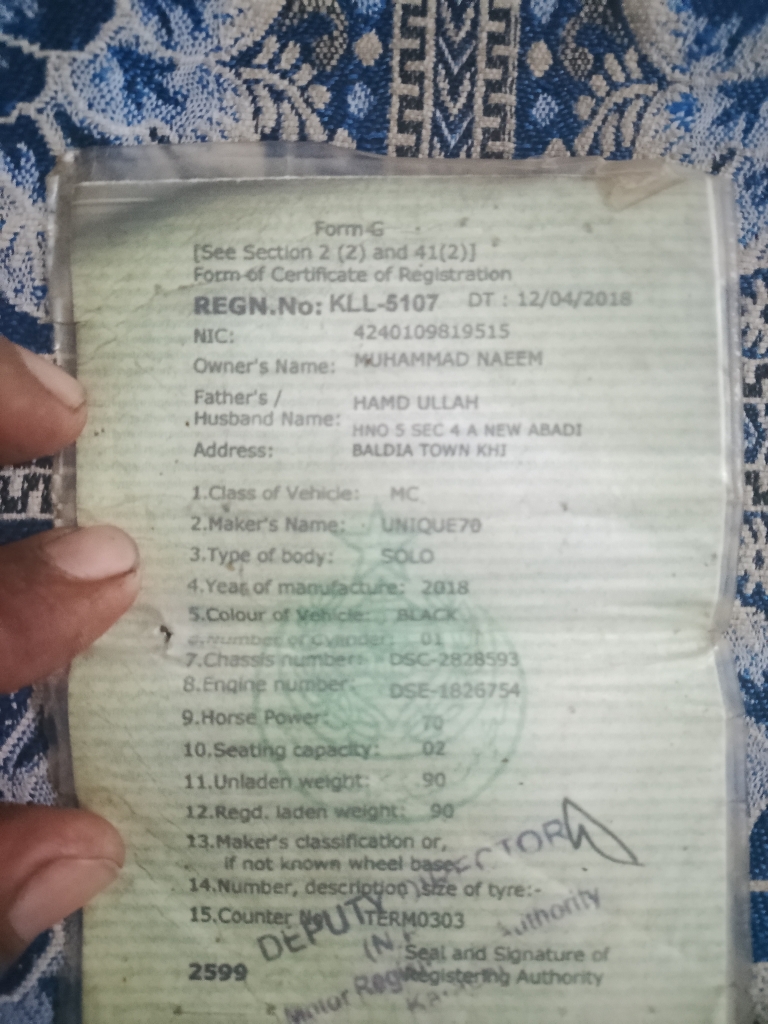 Form-G
[See Section 2 (2) and 41(2)]
Form of Certificate of Registration
REGN.No: KLL-5107 DT : 12/04/2018
NIC: 4240109819515
Owner's Name: MUHAMMAD NAEEM
Father's /
Husband Name: HAMD ULLAH
Address: HNO 5 SEC 4 A NEW ABADI
BALDIA TOWN KHI
1.Class of Vehicle: MC
2.Maker's Name: UNIQUE70
3.Type of body: SOLO
4.Year of manufacture: 2018
5.Colour of Vehicle: BLACK
6.Number of Cylinder: 01
7.Chassis number: DSC-2828593
8.Engine number: DSE-1826754
9.Horse Power: 70
10.Seating capacity: 02
11.Unladen weight: 90
12.Regd. laden weight: 90
13.Maker's classification or,
if not known wheel base:
14.Number, description, size of tyre:-
15.Counter No. TERM0303
DEPUTY DIRECTOR
Authority
Motor
Seal and Signature of
2599 Registering Authority